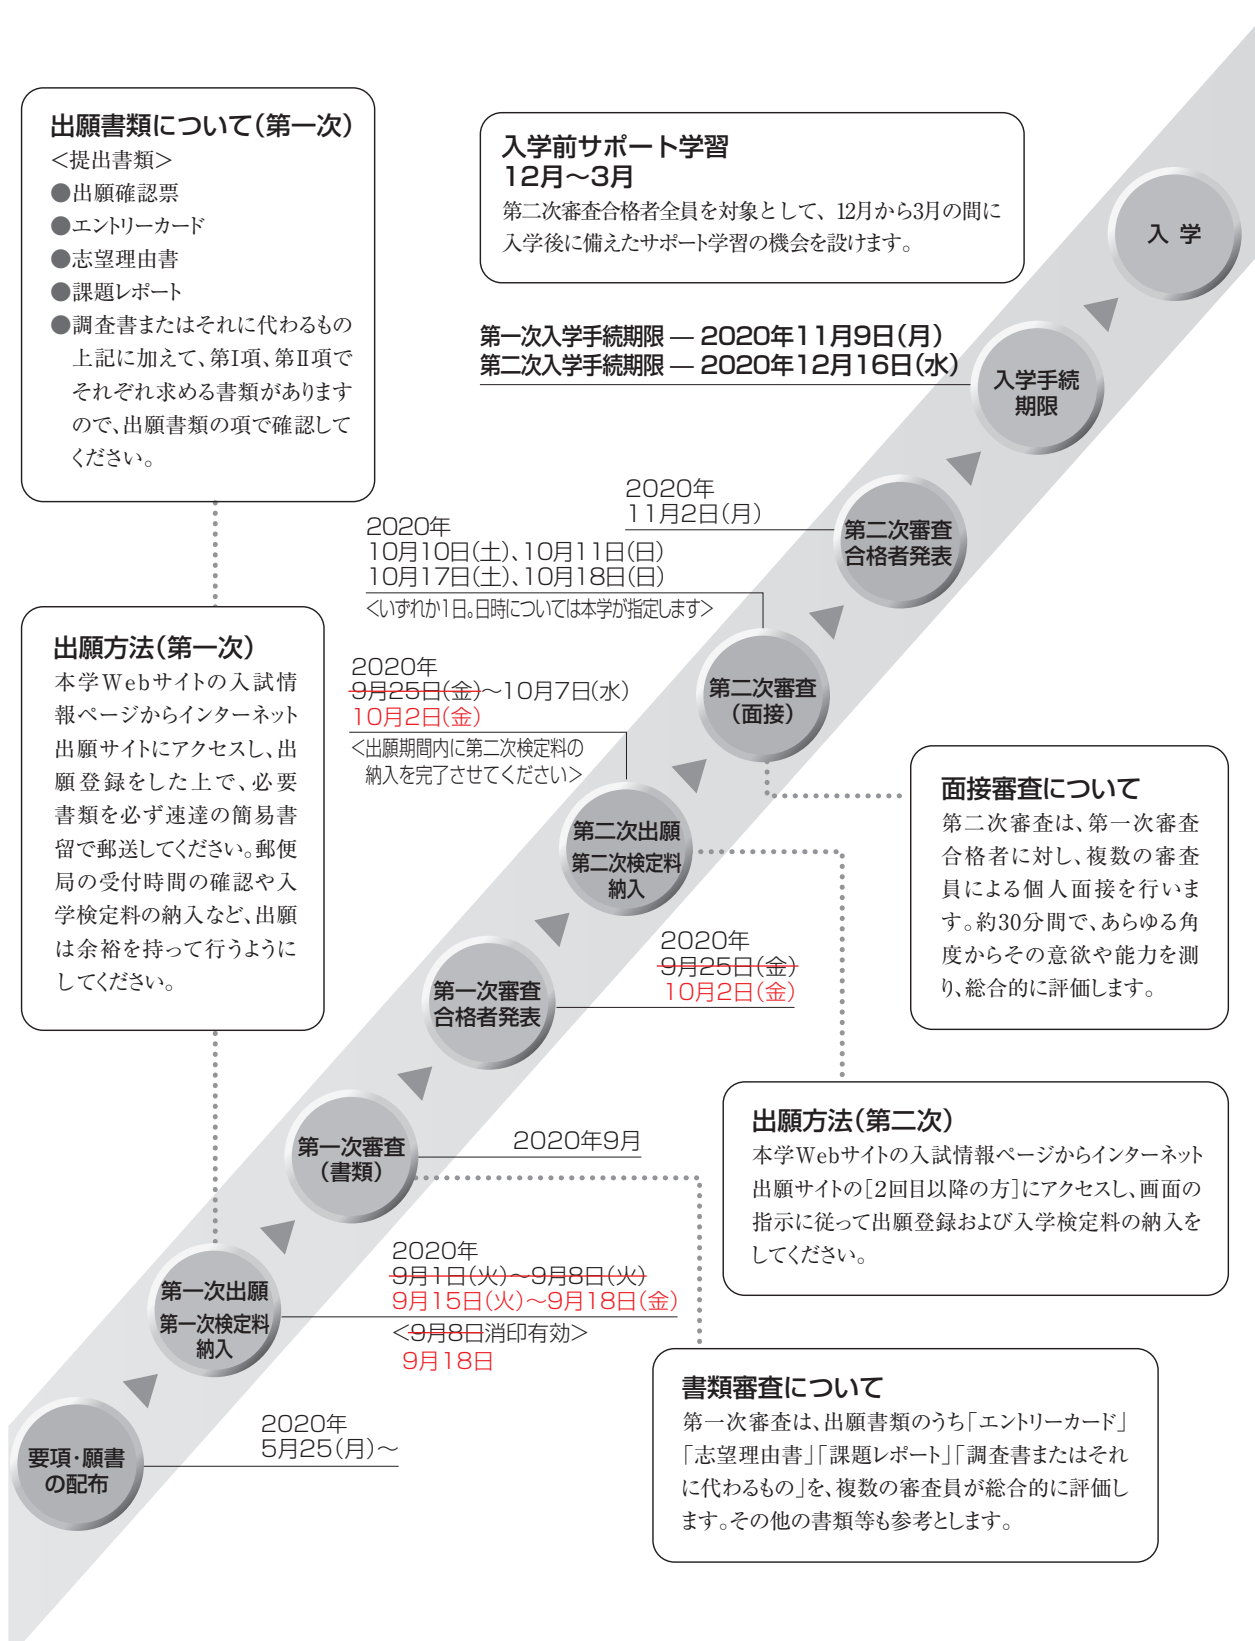 出願書類について(第一次)
<提出書類>
●出願確認票
●エントリーカード
●志望理由書
●課題レポート
●調査書またはそれに代わるもの
上記に加えて、第Ⅰ項、第Ⅱ項で
それぞれ求める書類があります
ので、出願書類の項で確認して
ください。
入学前サポート学習
12月〜3月
第二次審査合格者全員を対象として、12月から3月の間に
入学後に備えたサポート学習の機会を設けます。
入 学
第一次入学手続期限 — 2020年11月9日(月)
第二次入学手続期限 — 2020年12月16日(水)
入学手続
期限
2020年
11月2日(月)
第二次審査
合格者発表
2020年
10月10日(土)、10月11日(日)
10月17日(土)、10月18日(日)
<いずれか1日。日時については本学が指定します>
第二次審査
(面接)
出願方法(第一次)
本学Webサイトの入試情
報ページからインターネット
出願サイトにアクセスし、出
願登録をした上で、必要
書類を必ず速達の簡易書
留で郵送してください。郵便
局の受付時間の確認や入
学検定料の納入など、出願
は余裕を持って行うように
してください。
2020年
9月25日(金)〜10月7日(水)
10月2日(金)
<出願期間内に第二次検定料の
納入を完了させてください>
第二次出願
第二次検定料
納入
面接審査について
第二次審査は、第一次審査
合格者に対し、複数の審査
員による個人面接を行いま
す。約30分間で、あらゆる角
度からその意欲や能力を測
り、総合的に評価します。
2020年
9月25日(金)
10月2日(金)
第一次審査
合格者発表
出願方法(第二次)
本学Webサイトの入試情報ページからインターネット
出願サイトの[2回目以降の方]にアクセスし、画面の
指示に従って出願登録および入学検定料の納入を
してください。
第一次審査
(書類)
2020年9月
2020年
9月1日(火)〜9月8日(火)
9月15日(火)〜9月18日(金)
<9月8日消印有効>
9月18日
第一次出願
第一次検定料
納入
書類審査について
第一次審査は、出願書類のうち「エントリーカード」
「志望理由書」「課題レポート」「調査書またはそれ
に代わるもの」を、複数の審査員が総合的に評価し
ます。その他の書類等も参考とします。
2020年
5月25(月)〜
要項・願書
の配布